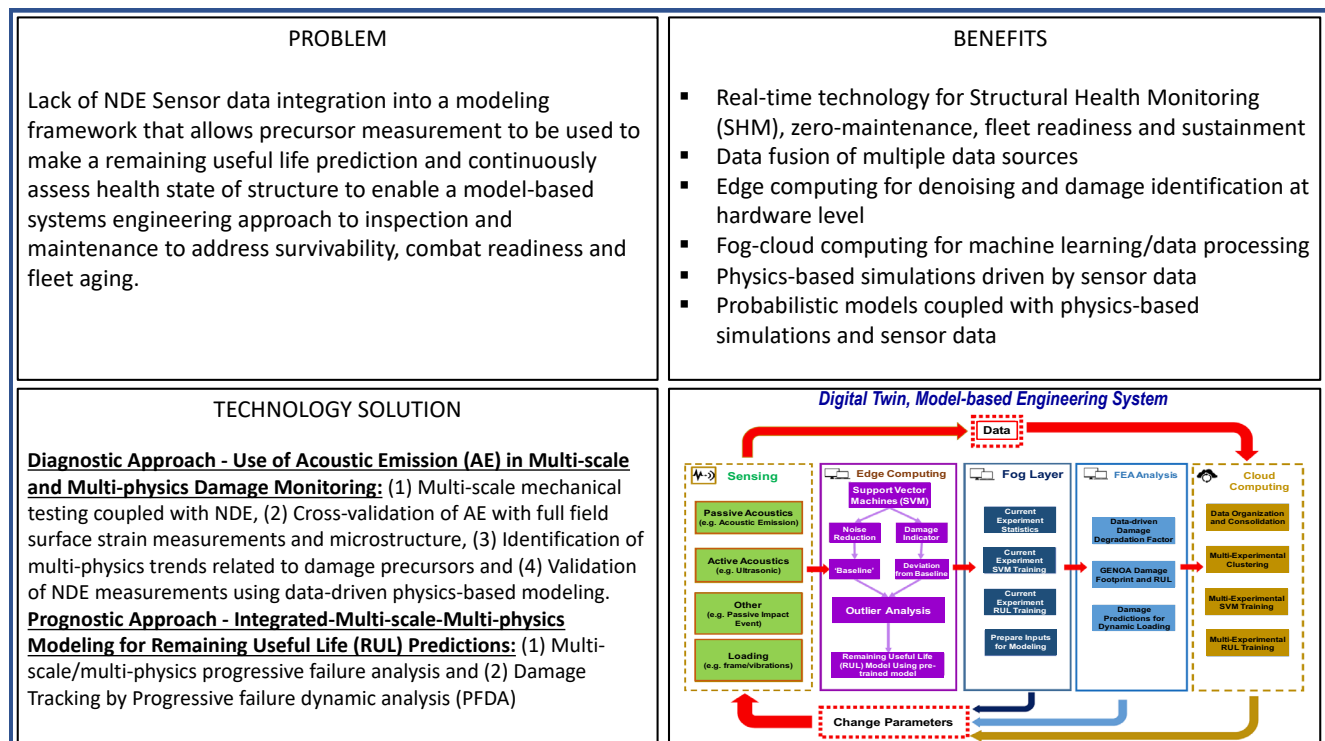 PROBLEM
Lack of NDE Sensor data integration into a modeling
framework that allows precursor measurement to be used to
make a remaining useful life prediction and continuously
assess health state of structure to enable a model-based
systems engineering approach to inspection and
maintenance to address survivability, combat readiness and
fleet aging.
BENEFITS
▪ Real-time technology for Structural Health Monitoring
(SHM), zero-maintenance, fleet readiness and sustainment
▪ Data fusion of multiple data sources
▪ Edge computing for denoising and damage identification at
hardware level
▪ Fog-cloud computing for machine learning/data processing
▪ Physics-based simulations driven by sensor data
▪ Probabilistic models coupled with physics-based
simulations and sensor data
TECHNOLOGY SOLUTION
Diagnostic Approach - Use of Acoustic Emission (AE) in Multi-scale
and Multi-physics Damage Monitoring: (1) Multi-scale mechanical
testing coupled with NDE, (2) Cross-validation of AE with full field
surface strain measurements and microstructure, (3) Identification of
multi-physics trends related to damage precursors and (4) Validation
of NDE measurements using data-driven physics-based modeling.
Prognostic Approach - Integrated-Multi-scale-Multi-physics
Modeling for Remaining Useful Life (RUL) Predictions: (1) Multi-
scale/multi-physics progressive failure analysis and (2) Damage
Tracking by Progressive failure dynamic analysis (PFDA)
Digital Twin, Model-based Engineering System
Data
Sensing
Passive Acoustics
(e.g. Acoustic Emission)
Active Acoustics
(e.g. Ultrasonic)
Other
(e.g. Passive Impact
Event)
Loading
(e.g. frame/vibrations)
Edge Computing
Support Vector
Machines (SVM)
Noise
Reduction
Damage
Indicator
'Baseline'
Deviation
from Baseline
Outlier Analysis
Remaining Useful Life
(RUL) Model Using pre-
trained model
Fog Layer
Current
Experiment
Statistics
Current
Experiment
SVM Training
Current
Experiment
RUL Training
Prepare Inputs
for Modeling
FEA Analysis
Data-driven
Damage
Degradation Factor
GENOA Damage
Footprint and RUL
Damage
Predictions for
Dynamic Loading
Cloud
Computing
Data Organization
and Consolidation
Multi-Experimental
Clustering
Multi-Experimental
SVM Training
Multi-Experimental
RUL Training
Change Parameters